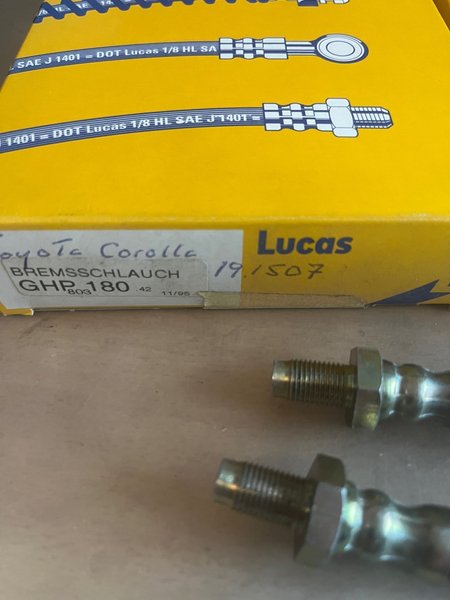 SAE J 1401 = DOT Lucas 1/8 HL SA
1401 = DOT Lucas 1/8 HL SAE J 1401 =
Toyota Corolla
Lucas
BREMSSCHLAUCH
19.1507
GHP 180
803 42 11/95